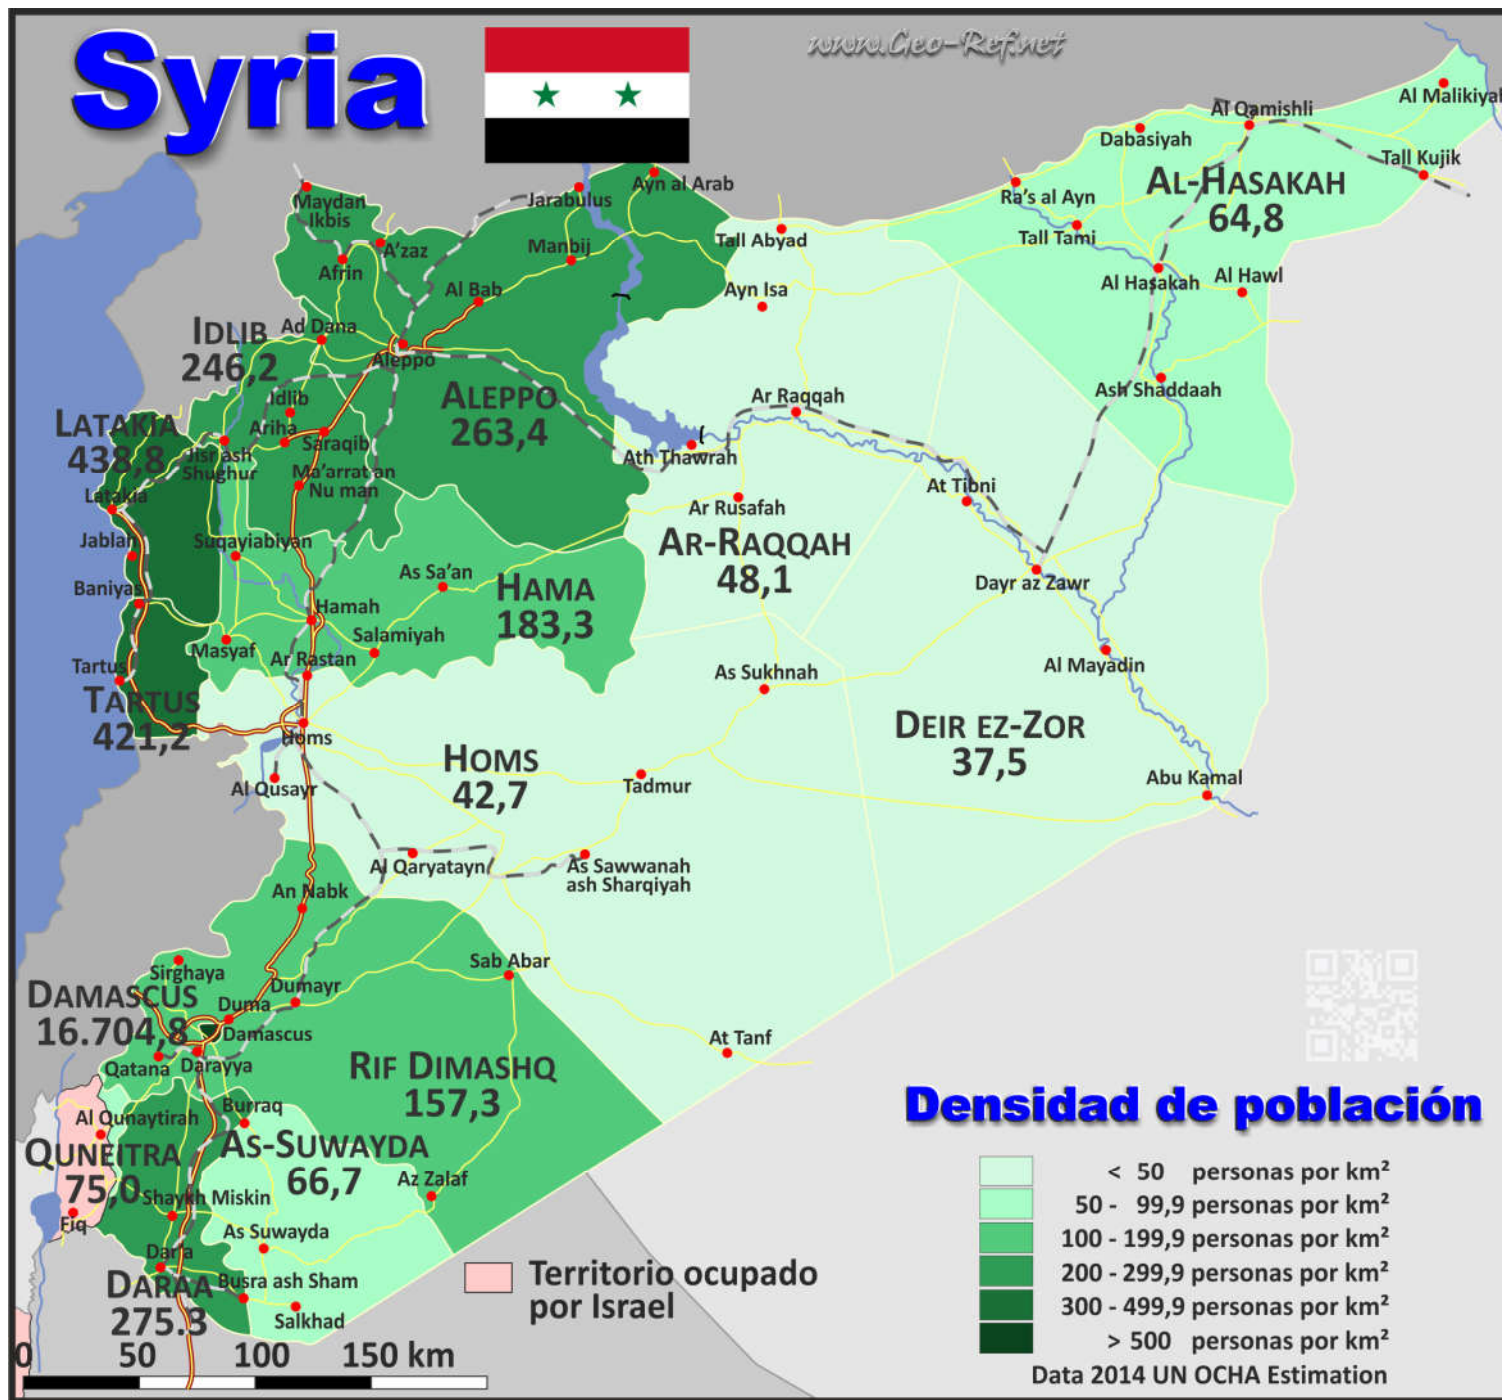 Syria
www.Geo-Ref.net
Al Malikiyah
Al Qamishli
Dabasiyah
Tall Kujik
AL-HASAKAH
64,8
Ra's al Ayn
Tall Tami
Al Hasakah
Al Hawl
Ash Shaddaah
Maydan
Ikbis
Jarabulus
Ayn al Arab
A'zaz
Afrin
Manbij
Tall Abyad
Al Bab
Ayn Isa
Ad Dana
IDLIB
246,2
Aleppo
ALEPPO
263,4
Idlib
Ariha
Saraqib
LATAKIA
438,8
Jisr ash
Shughur
Ma'arrat an
Nu man
Ar Raqqah
Ath Thawrah
Ar Rusafah
At Tibni
AR-RAQQAH
48,1
Latakia
Jablah
Suqayiabiyan
Baniyas
As Sa'an
HAMA
183,3
Hamah
Salamiyah
Masyaf
Ar Rastan
Dayr az Zawr
Al Mayadin
Tartus
TARTUS
421,2
As Sukhnah
DEIR EZ-ZOR
37,5
Homs
HOMS
42,7
Al Qusayr
Tadmur
Abu Kamal
Al Qaryatayn
As Sawwanah
ash Sharqiyah
An Nabk
Sirghaya
Sab Abar
Dumayr
DAMASCUS
16.704,8
Duma
Damascus
Qatana
Darayya
RIF DIMASHQ
157,3
At Tanf
Al Qunaytirah
Burraq
QUNEITRA
75,0
AS-SUWAYDA
66,7
Shaykh Miskin
Az Zalaf
Fiq
As Suwayda
Dar'a
DARAA
275.3
Busra ash Sham
Salkhad
Territorio ocupado
por Israel
0 50 100 150 km
Densidad de población
< 50 personas por km²
50 - 99,9 personas por km²
100 - 199,9 personas por km²
200 - 299,9 personas por km²
300 - 499,9 personas por km²
> 500 personas por km²
Data 2014 UN OCHA Estimation